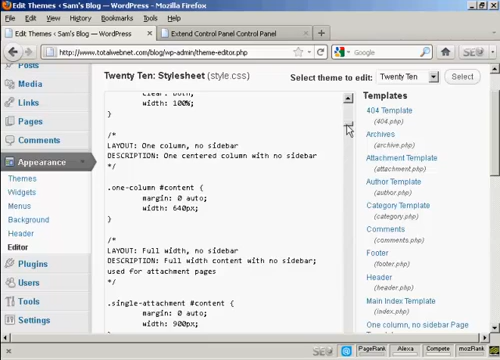 Edit Themes ‹ Sam's Blog — WordPress - Mozilla Firefox
File Edit View History Bookmarks Tools Help
Edit Themes ‹ Sam's Blog — WordPress
Extend Control Panel Control Panel
http://www.totalwebnet.com/blog/wp-admin/theme-editor.php
Google
Posts
Media
Links
Pages
Comments
Appearance
Themes
Widgets
Menus
Background
Header
Editor
Plugins
Users
Tools
Settings
Twenty Ten: Stylesheet (style.css)
Select theme to edit: Twenty Ten Select
clear: both;
width: 100%;
}
/*
LAYOUT: One column, no sidebar
DESCRIPTION: One centered column with no sidebar
*/
.one-column #content {
margin: 0 auto;
width: 640px;
}
/*
LAYOUT: Full width, no sidebar
DESCRIPTION: Full width content with no sidebar;
used for attachment pages
*/
.single-attachment #content {
margin: 0 auto;
width: 900px;
Templates
404 Template
(404.php)
Archives
(archive.php)
Attachment Template
(attachment.php)
Author Template
(author.php)
Category Template
(category.php)
Comments
(comments.php)
Footer
(footer.php)
Header
(header.php)
Main Index Template
(index.php)
One column, no sidebar Page
PageRank Alexa Compete mozRank